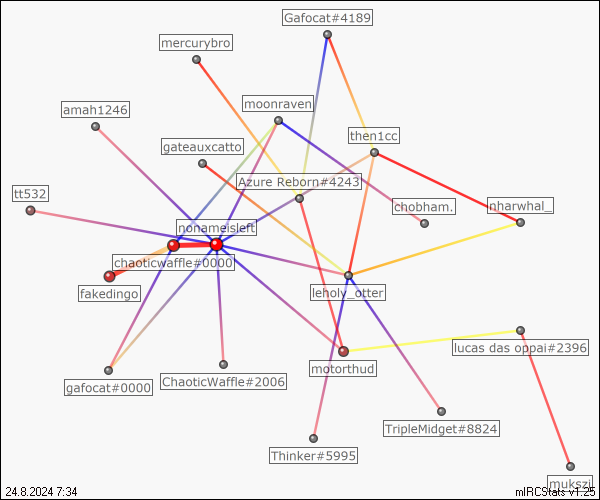 Gafocat#4189
mercurybro
moonraven
amah1246
then1cc
gateauxcatto
Azure Reborn#4243
tt532
nharwhal_
chobham.
nonameisleft
chaoticwaffle#0000
fakedingo
leholy_otter
lucas das oppai#2396
motorthud
ChaoticWaffle#2006
gafocat#0000
TripleMidget#8824
Thinker#5995
mukszi
24.8.2024 7:34
mIRCStats v1.25